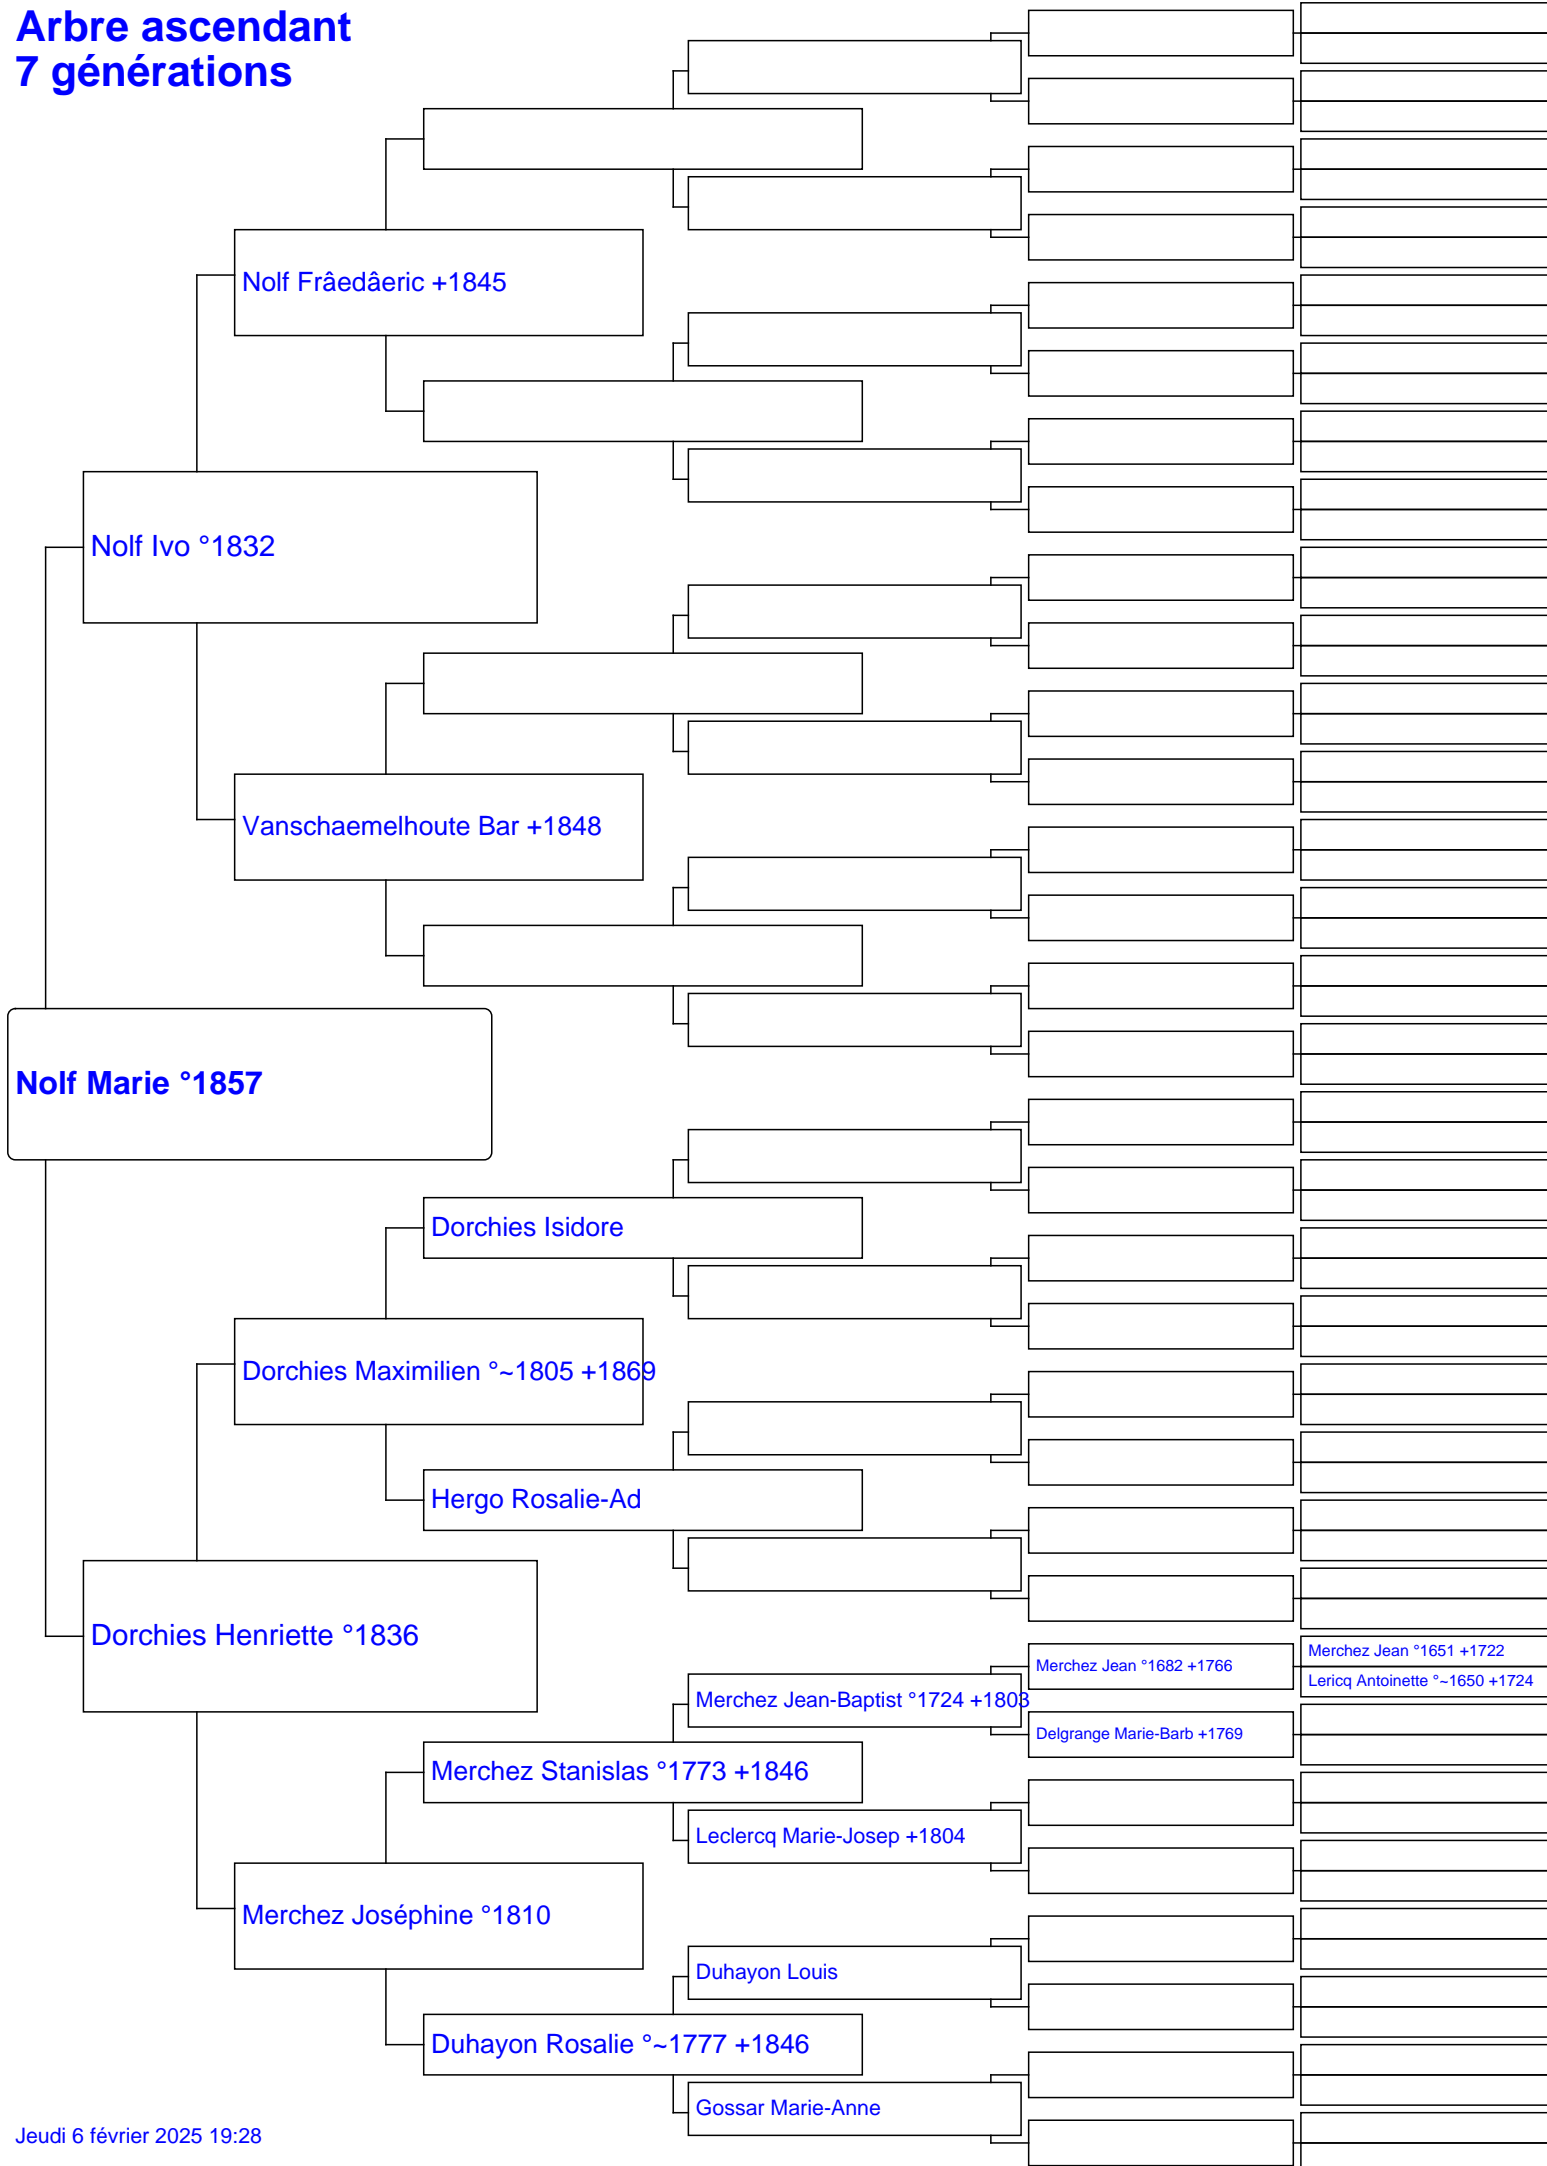 Arbre ascendant
7 générations
Nolf Frâedâeric +1845
Nolf Ivo °1832
Vanschaemelhoute Bar +1848
Nolf Marie °1857
Dorchies Isidore
Dorchies Maximilien °~1805 +1869
Hergo Rosalie-Ad
Dorchies Henriette °1836
Merchez Jean °1651 +1722
Merchez Jean °1682 +1766
Lericq Antoinette °~1650 +1724
Merchez Jean-Baptist °1724 +1803
Delgrange Marie-Barb +1769
Merchez Stanislas °1773 +1846
Leclercq Marie-Josep +1804
Merchez Joséphine °1810
Duhayon Louis
Duhayon Rosalie °~1777 +1846
Gossar Marie-Anne
Jeudi 6 février 2025 19:28